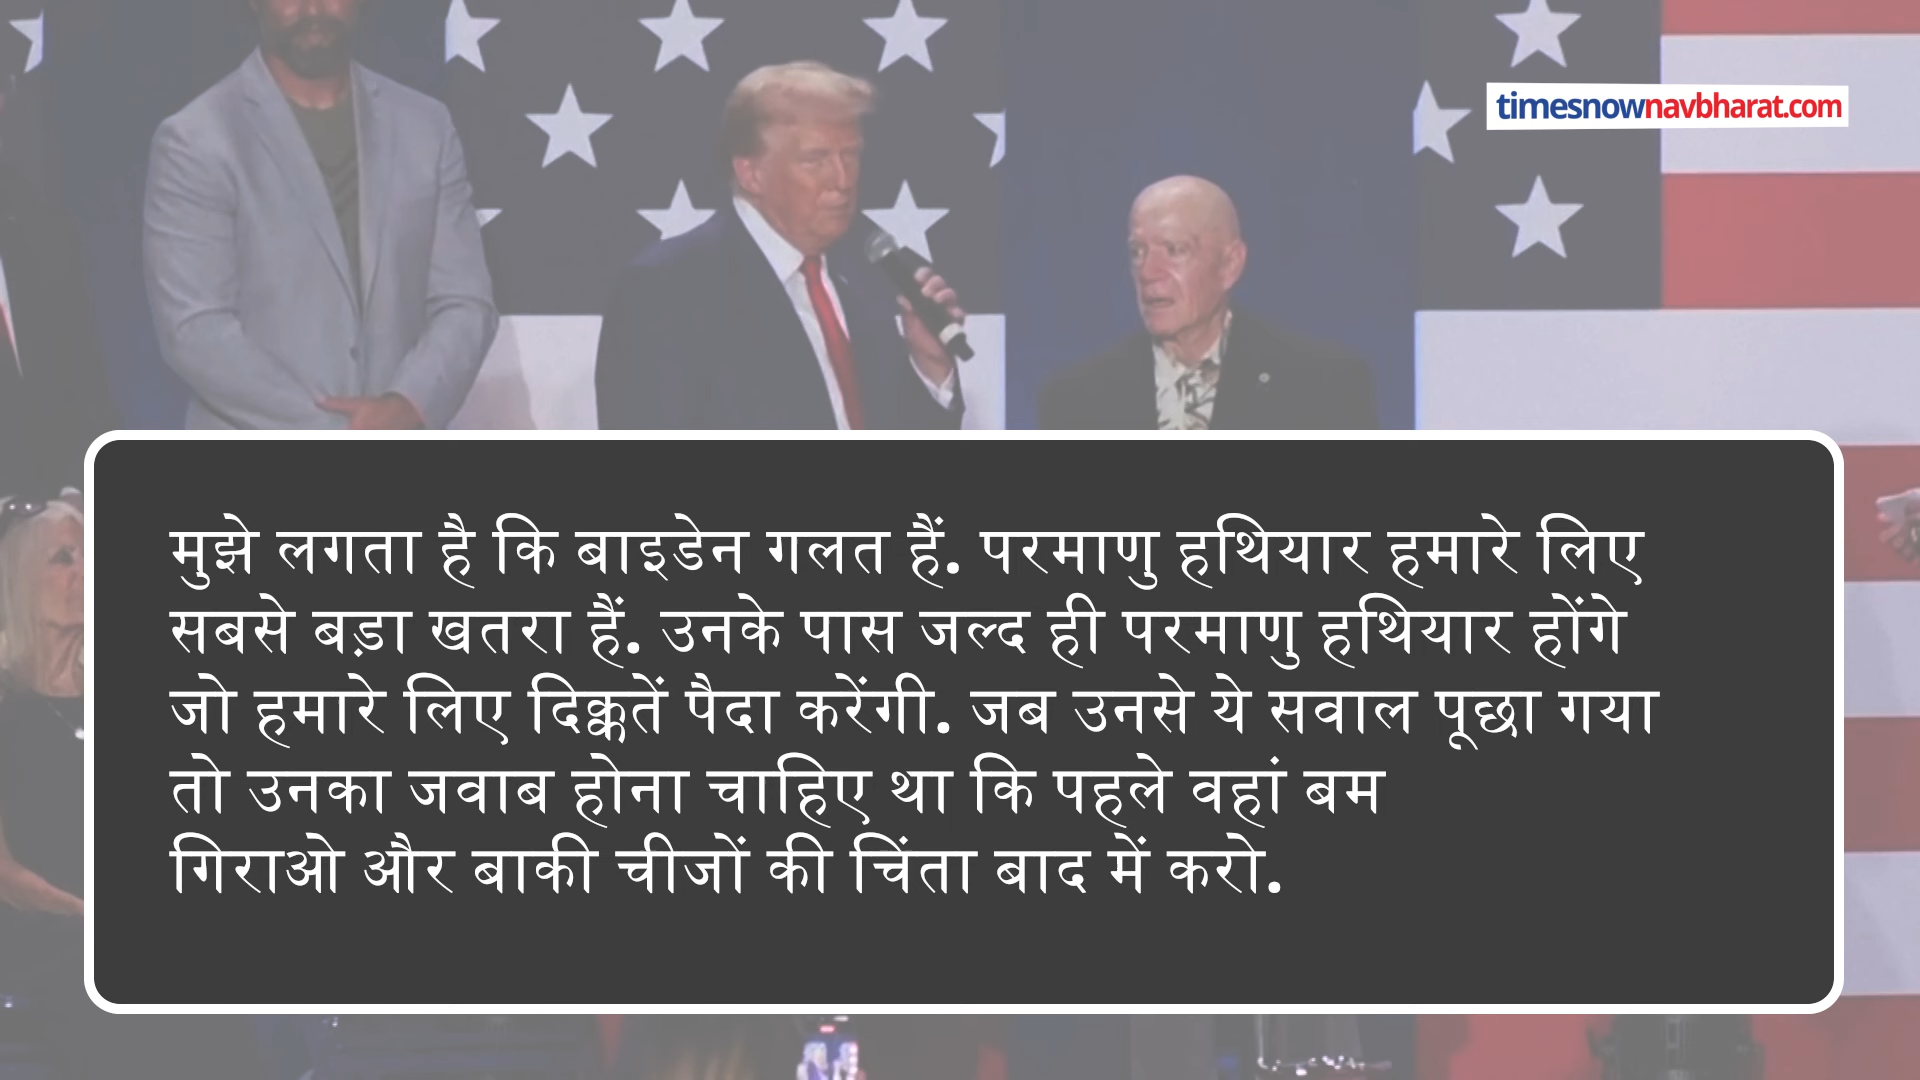 timesnownavbharat.com
मुझे लगता है कि बाइडेन गलत हैं. परमाणु हथियार हमारे लिए
सबसे बड़ा खतरा हैं. उनके पास जल्द ही परमाणु हथियार होंगे
जो हमारे लिए दिक्कतें पैदा करेंगी. जब उनसे ये सवाल पूछा गया
तो उनका जवाब होना चाहिए था कि पहले वहां बम
गिराओ और बाकी चीजों की चिंता बाद में करो.